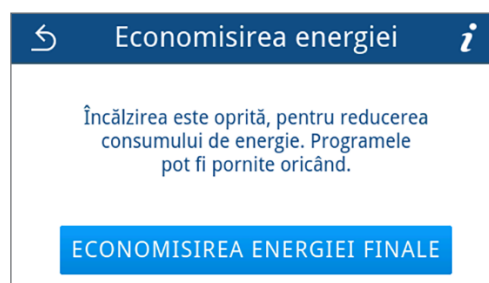 Economisirea energiei i
Încălzirea este oprită, pentru reducerea
consumului de energie. Programele
pot fi pornite oricând.
ECONOMISIREA ENERGIEI FINALE